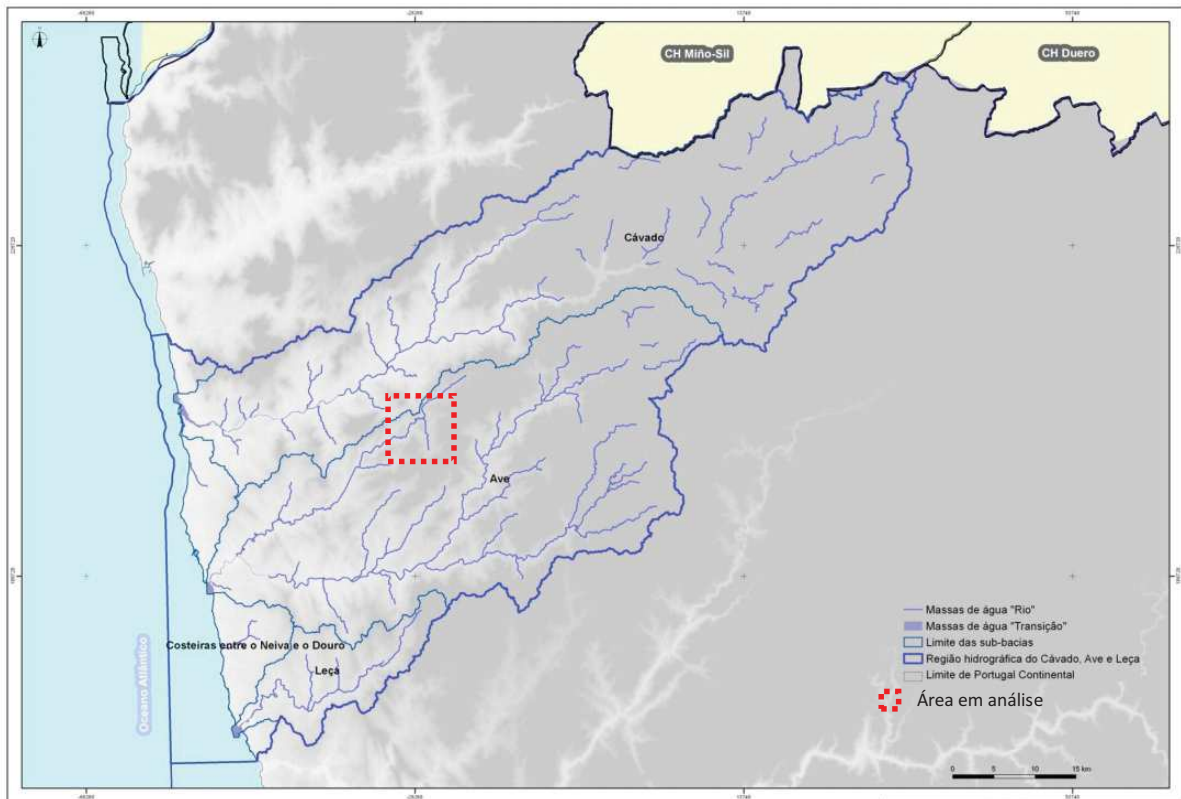 CH Miño-Sil
CH Duero
Cávado
Ave
Costeiras entre o Neiva e o Douro
Leça
Oceano Atlântico
Massas de água "Rio"
Massas de água "Transição"
Limite das sub-bacias
Região hidrográfica do Cávado, Ave e Leça
Limite de Portugal Continental
Área em análise
0 5 10 15 km